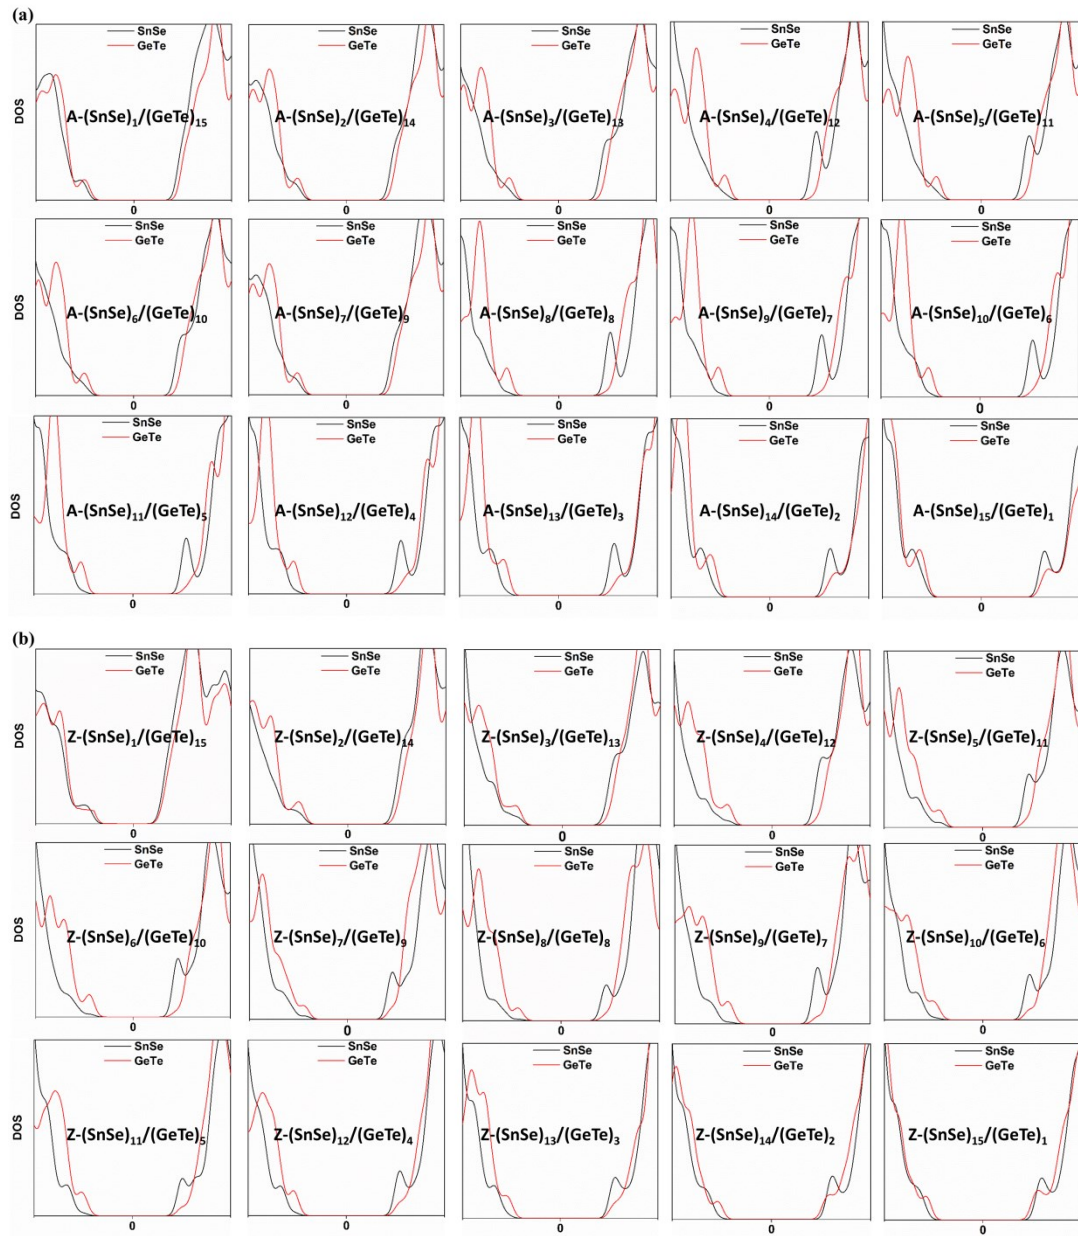 (a)
SnSe
GeTe
DOS
A-(SnSe)₁/(GeTe)₁₅
0
SnSe
GeTe
A-(SnSe)₂/(GeTe)₁₄
0
SnSe
GeTe
A-(SnSe)₃/(GeTe)₁₃
0
SnSe
GeTe
A-(SnSe)₄/(GeTe)₁₂
0
SnSe
GeTe
A-(SnSe)₅/(GeTe)₁₁
0
SnSe
GeTe
DOS
A-(SnSe)₆/(GeTe)₁₀
0
SnSe
GeTe
A-(SnSe)₇/(GeTe)₉
0
SnSe
GeTe
A-(SnSe)₈/(GeTe)₈
0
SnSe
GeTe
A-(SnSe)₉/(GeTe)₇
0
SnSe
GeTe
A-(SnSe)₁₀/(GeTe)₆
0
SnSe
GeTe
DOS
A-(SnSe)₁₁/(GeTe)₅
0
SnSe
GeTe
A-(SnSe)₁₂/(GeTe)₄
0
SnSe
GeTe
A-(SnSe)₁₃/(GeTe)₃
0
SnSe
GeTe
A-(SnSe)₁₄/(GeTe)₂
0
SnSe
GeTe
A-(SnSe)₁₅/(GeTe)₁
0
(b)
SnSe
GeTe
DOS
Z-(SnSe)₁/(GeTe)₁₅
0
SnSe
GeTe
Z-(SnSe)₂/(GeTe)₁₄
0
SnSe
GeTe
Z-(SnSe)₃/(GeTe)₁₃
0
SnSe
GeTe
Z-(SnSe)₄/(GeTe)₁₂
0
SnSe
GeTe
Z-(SnSe)₅/(GeTe)₁₁
0
SnSe
GeTe
DOS
Z-(SnSe)₆/(GeTe)₁₀
0
SnSe
GeTe
Z-(SnSe)₇/(GeTe)₉
0
SnSe
GeTe
Z-(SnSe)₈/(GeTe)₈
0
SnSe
GeTe
Z-(SnSe)₉/(GeTe)₇
0
SnSe
GeTe
Z-(SnSe)₁₀/(GeTe)₆
0
SnSe
GeTe
DOS
Z-(SnSe)₁₁/(GeTe)₅
0
SnSe
GeTe
Z-(SnSe)₁₂/(GeTe)₄
0
SnSe
GeTe
Z-(SnSe)₁₃/(GeTe)₃
0
SnSe
GeTe
Z-(SnSe)₁₄/(GeTe)₂
0
SnSe
GeTe
Z-(SnSe)₁₅/(GeTe)₁
0